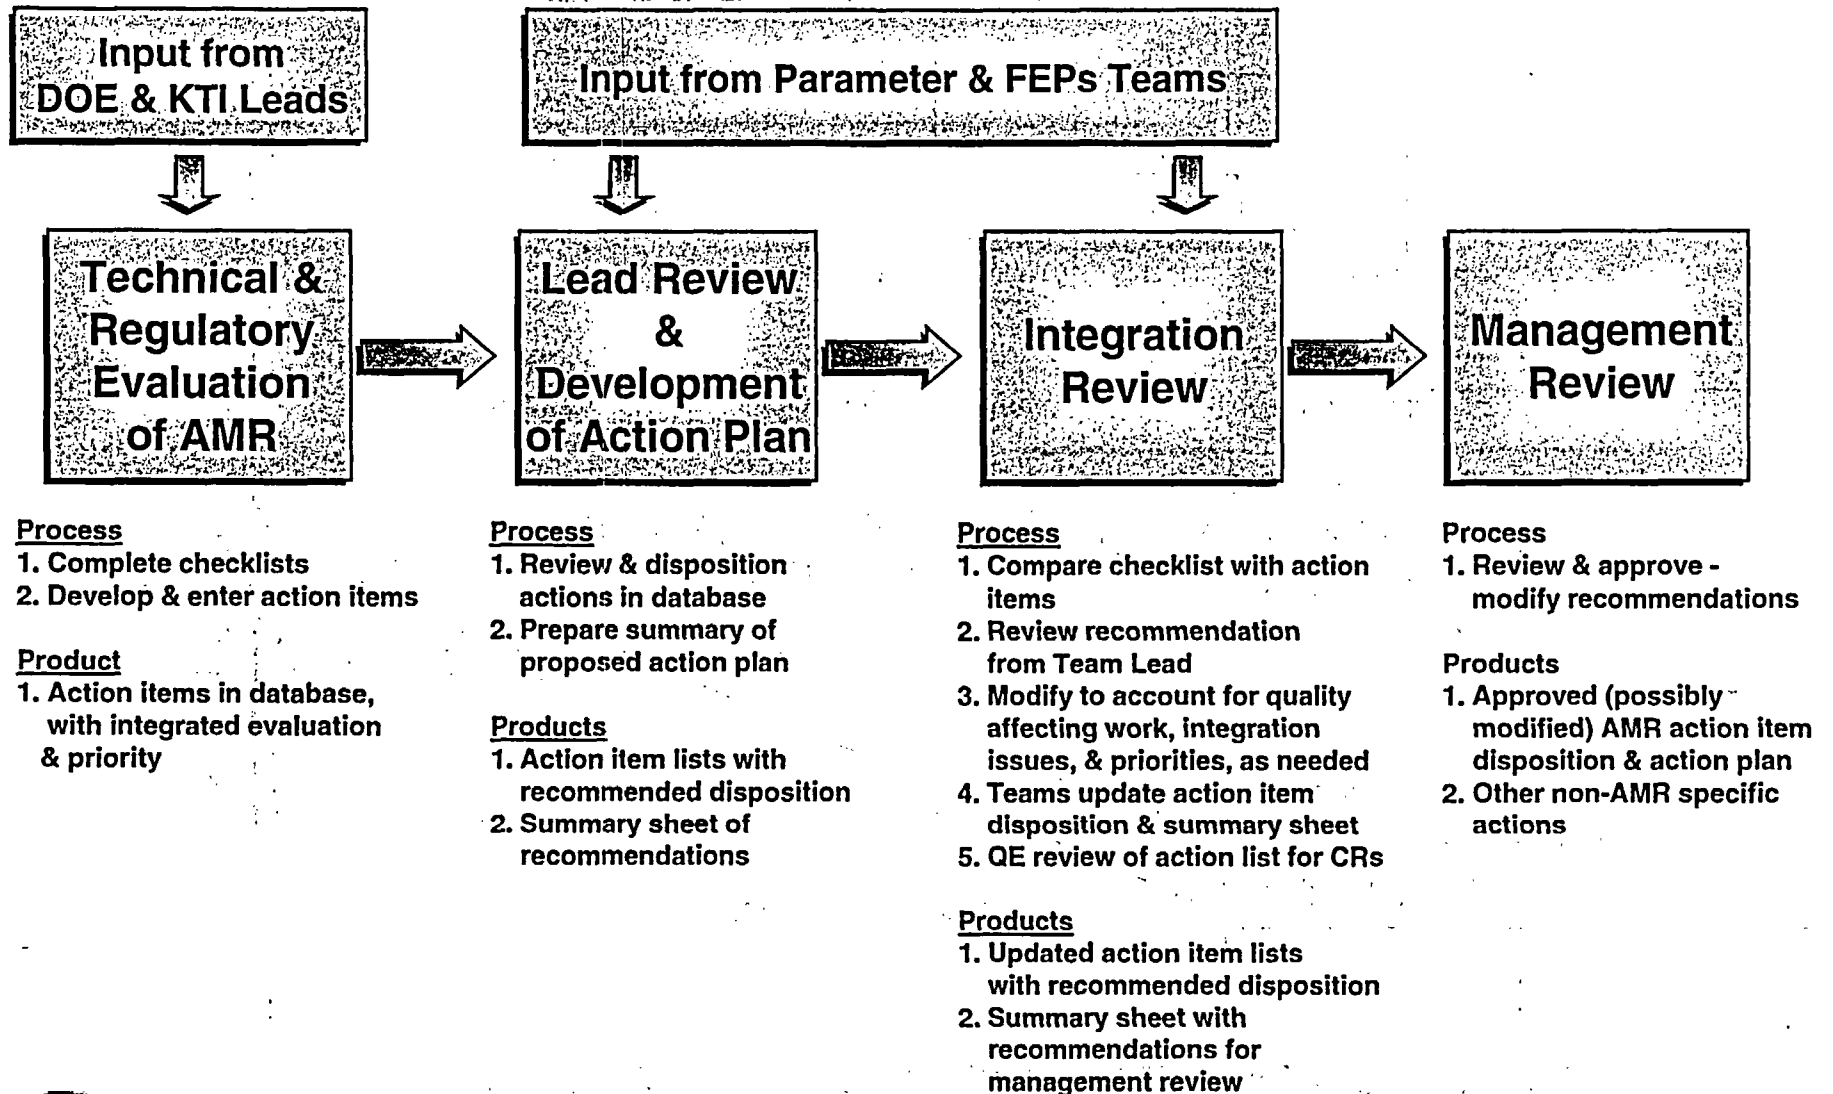 Input from
DOE & KTI Leads
Input from Parameter & FEPs Teams
Technical &
Regulatory
Evaluation
of AMR
Lead Review
&
Development
of Action Plan
Integration
Review
Management
Review
Process
1. Complete checklists
2. Develop & enter action items
Product
1. Action items in database,
with integrated evaluation
& priority
Process
1. Review & disposition
actions in database
2. Prepare summary of
proposed action plan
Products
1. Action item lists with
recommended disposition
2. Summary sheet of
recommendations
Process
1. Compare checklist with action
items
2. Review recommendation
from Team Lead
3. Modify to account for quality
affecting work, integration
issues, & priorities, as needed
4. Teams update action item
disposition & summary sheet
5. QE review of action list for CRs
Products
1. Updated action item lists
with recommended disposition
2. Summary sheet with
recommendations for
management review
Process
1. Review & approve -
modify recommendations
Products
1. Approved (possibly
modified) AMR action item
disposition & action plan
2. Other non-AMR specific
actions